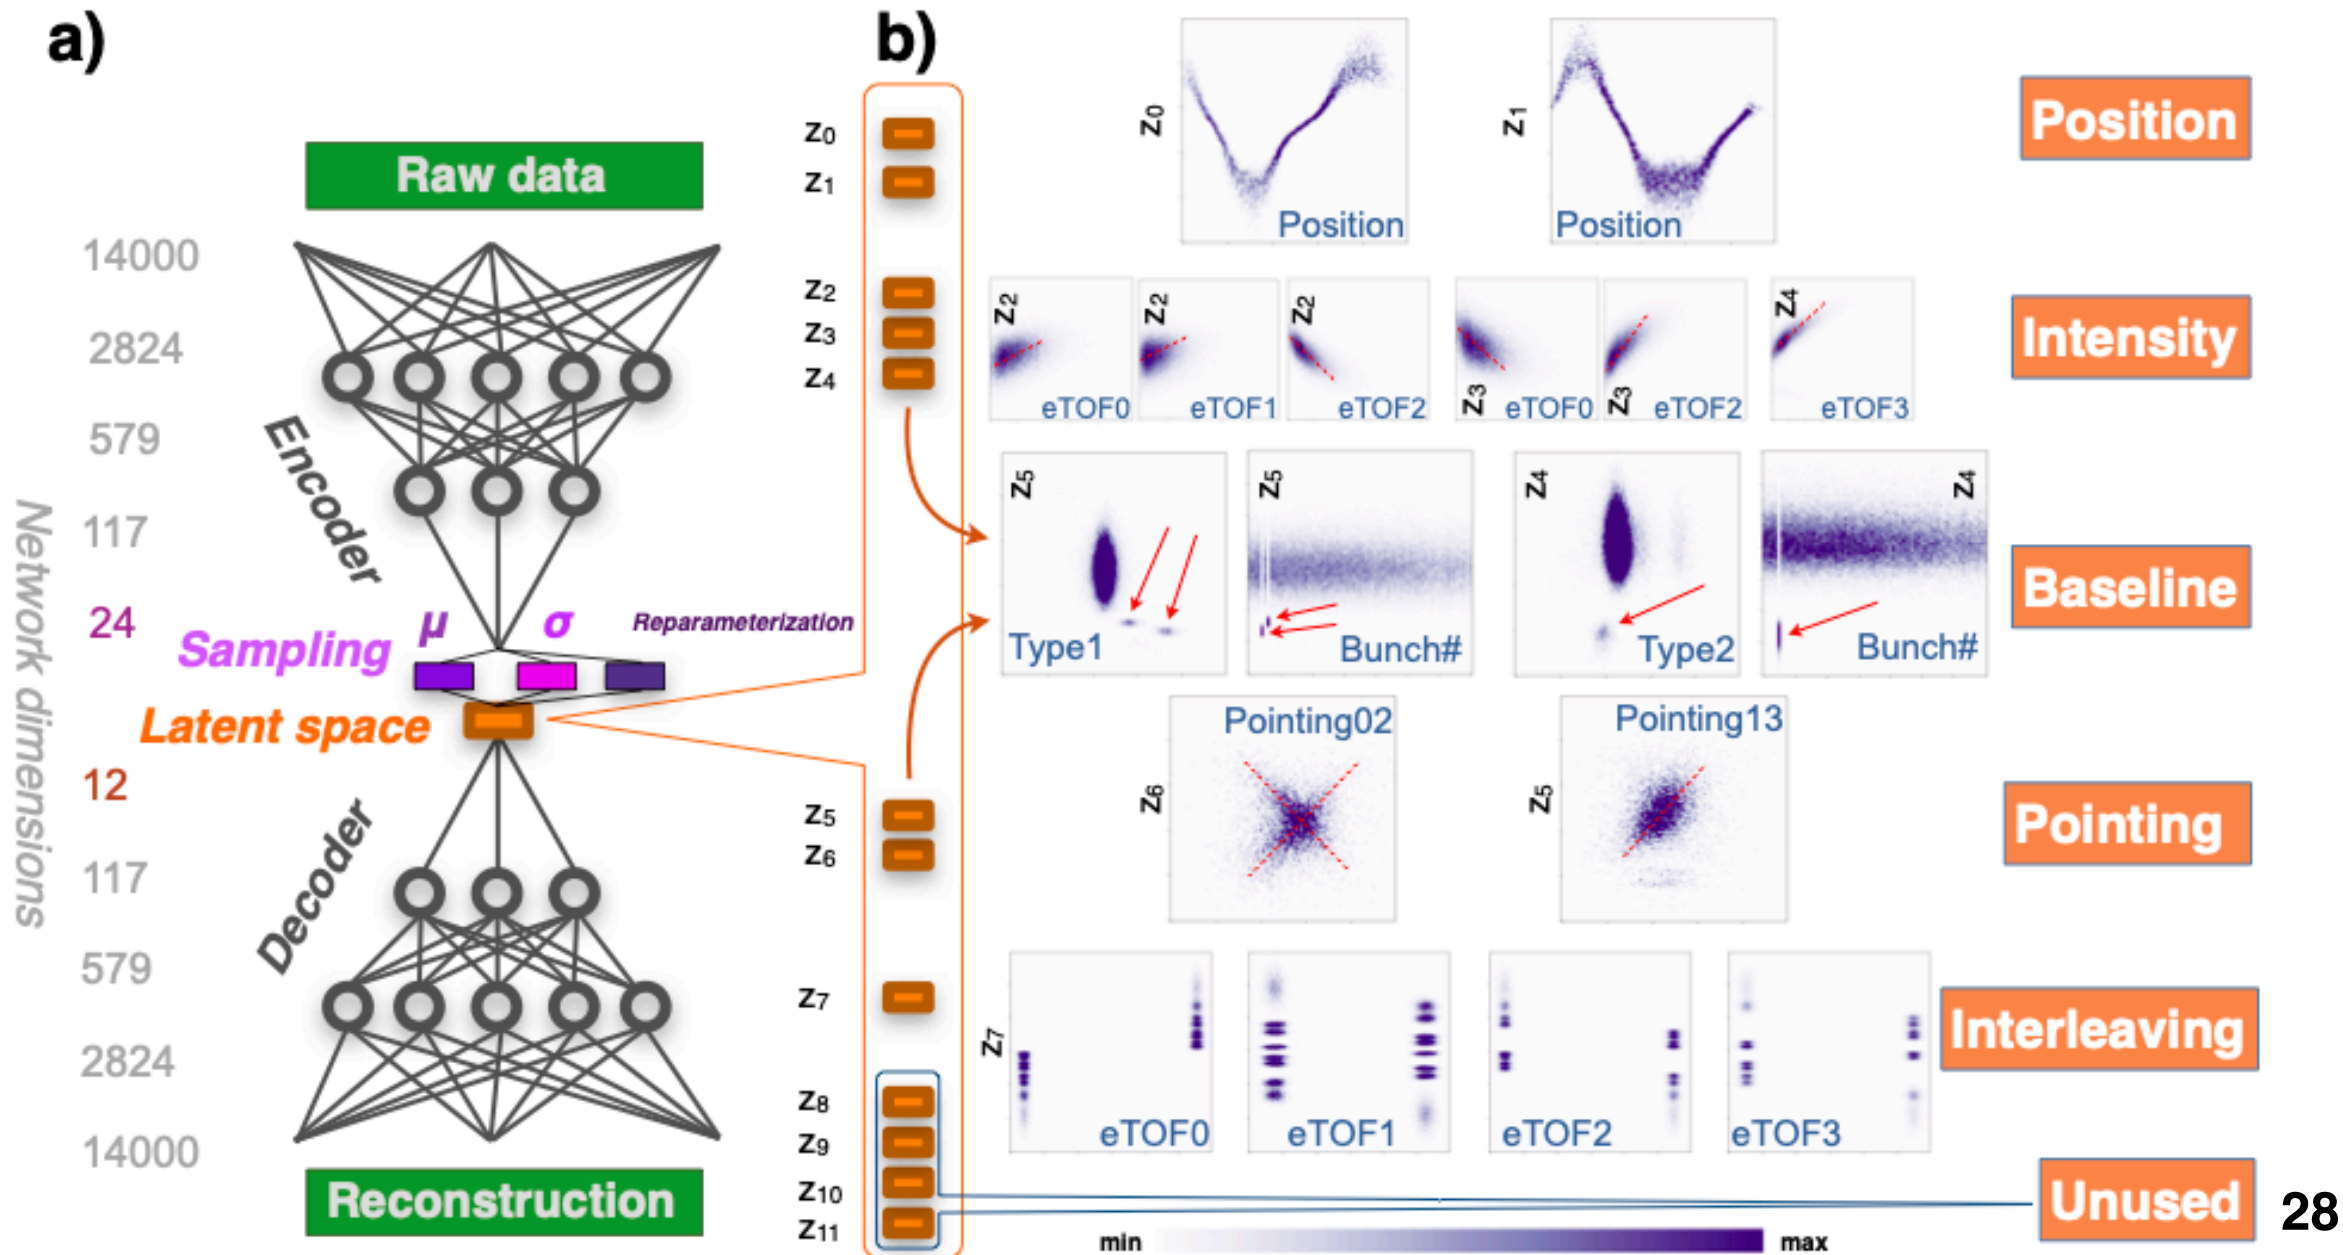 a)
Raw data
14000
2824
579
117
24
12
117
579
2824
14000
Network dimensions
Encoder
Sampling
μ
σ
Reparameterization
Latent space
Decoder
Reconstruction
b)
Z0
Z1
Z2
Z3
Z4
Z5
Z6
Z7
Z8
Z9
Z10
Z11
Z0
Position
Z1
Position
Position
Z2
eTOF0
Z2
eTOF1
Z2
eTOF2
Z3
eTOF0
Z3
eTOF2
Z4
eTOF3
Intensity
Z5
Type1
Z5
Bunch#
Z4
Type2
Z4
Bunch#
Baseline
Z6
Pointing02
Z5
Pointing13
Pointing
Z7
eTOF0
eTOF1
eTOF2
eTOF3
Interleaving
Unused
28
min
max